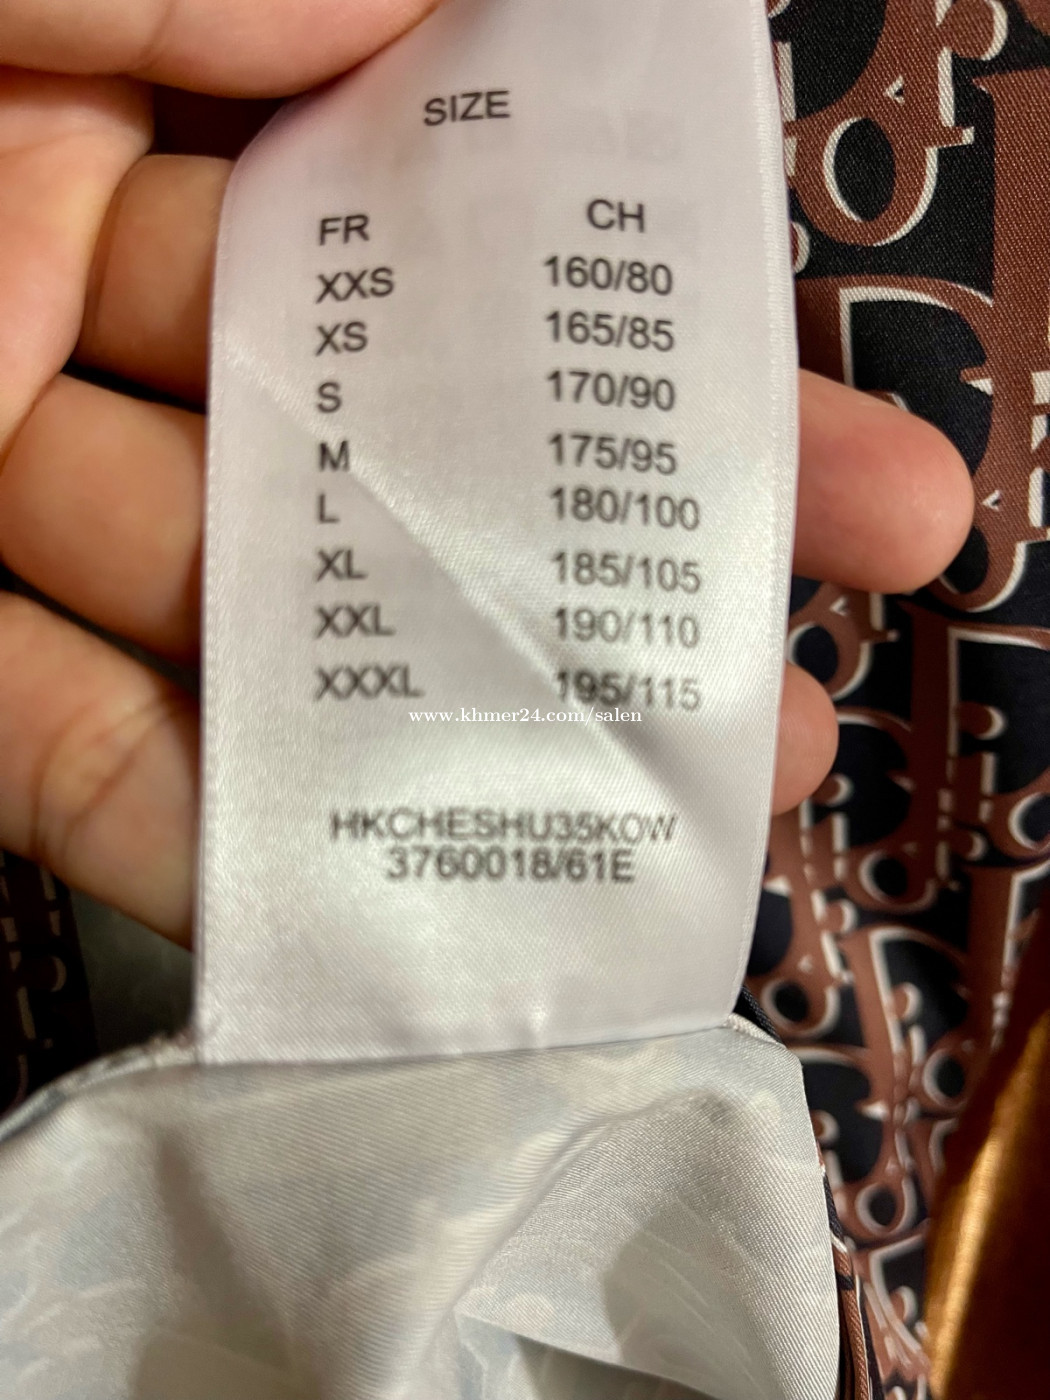 SIZE
FR CH
XXS 160/80
XS 165/85
S 170/90
M 175/95
L 180/100
XL 185/105
XXL 190/110
XXXL 195/115
www.khmer24.com/salen
HKCHESHU35KOW
3760018/61E